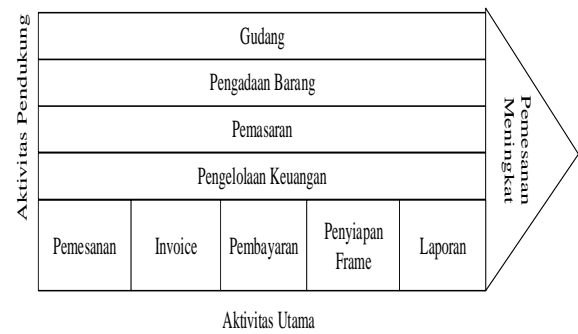 Aktivitas Pendukung
Gudang
Pengadaan Barang
Pemasaran
Pengelolaan Keuangan
Pemesanan
Invoice
Pembayaran
Penyiapan
Frame
Laporan
Pemesanan
Meningkat
Aktivitas Utama